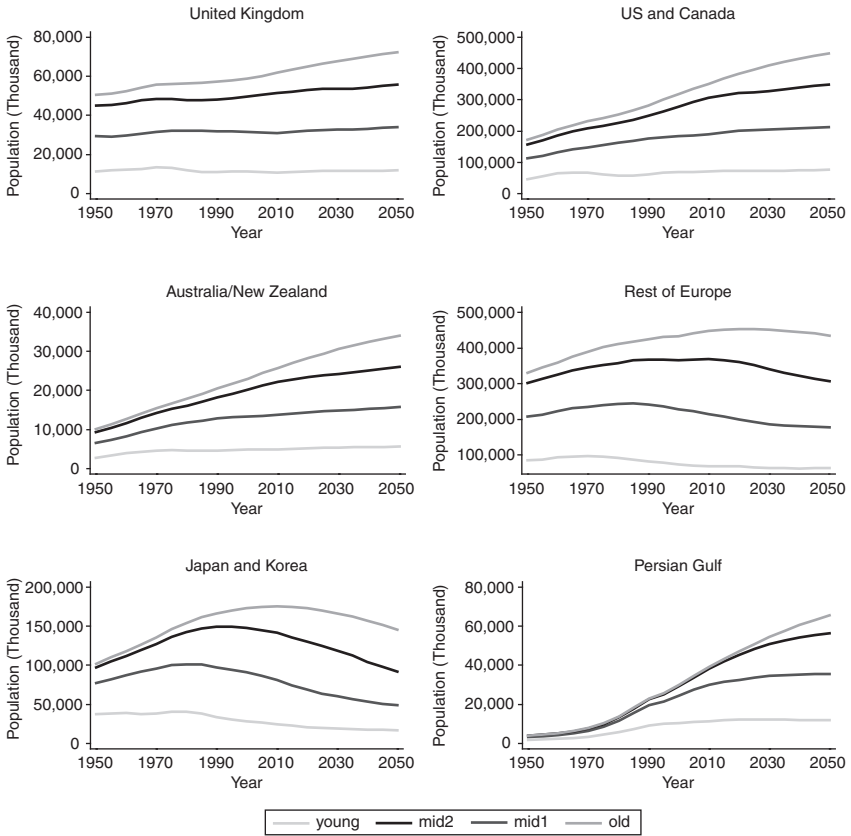 United Kingdom
80,000
60,000
40,000
20,000
0
Population (Thousand)
1950 1970 1990 2010 2030 2050
Year
US and Canada
500,000
400,000
300,000
200,000
100,000
0
Population (Thousand)
1950 1970 1990 2010 2030 2050
Year
Australia/New Zealand
40,000
30,000
20,000
10,000
0
Population (Thousand)
1950 1970 1990 2010 2030 2050
Year
Rest of Europe
500,000
400,000
300,000
200,000
100,000
Population (Thousand)
1950 1970 1990 2010 2030 2050
Year
Japan and Korea
200,000
150,000
100,000
50,000
0
Population (Thousand)
1950 1970 1990 2010 2030 2050
Year
Persian Gulf
80,000
60,000
40,000
20,000
0
Population (Thousand)
1950 1970 1990 2010 2030 2050
Year
young mid2 mid1 old